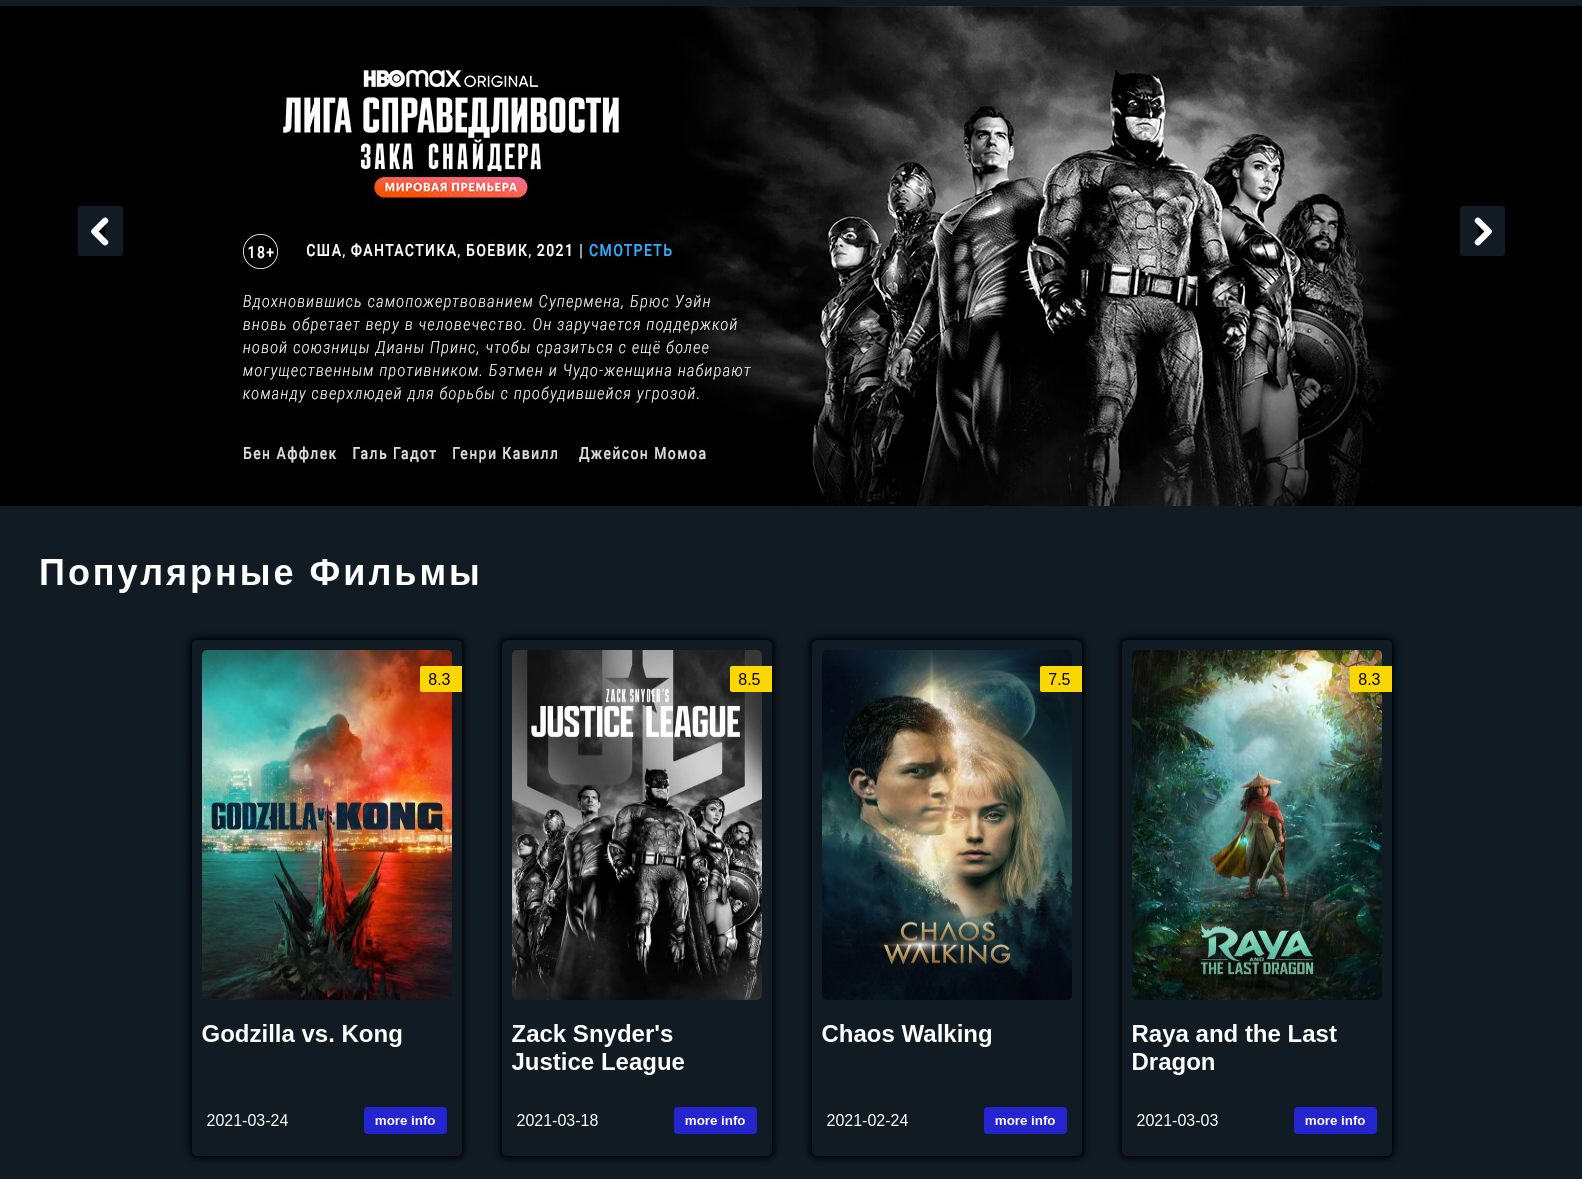 HBOmax ORIGINAL
ЛИГА СПРАВЕДЛИВОСТИ
ЗАКА СНАЙДЕРА
МИРОВАЯ ПРЕМЬЕРА
18+ США, ФАНТАСТИКА, БОЕВИК, 2021 | СМОТРЕТЬ
Вдохновившись самопожертвованием Супермена, Брюс Уэйн
вновь обретает веру в человечество. Он заручается поддержкой
новой союзницы Дианы Принс, чтобы сразиться с ещё более
могущественным противником. Бэтмен и Чудо-женщина набирают
команду сверхлюдей для борьбы с пробудившейся угрозой.
Бен Аффлек Галь Гадот Генри Кавилл Джейсон Момоа
Популярные Фильмы
8.3
GODZILLA vs. KONG
Godzilla vs. Kong
2021-03-24 more info
8.5
ZACK SNYDER'S
JUSTICE LEAGUE
Zack Snyder's
Justice League
2021-03-18 more info
7.5
CHAOS
WALKING
Chaos Walking
2021-02-24 more info
8.3
RAYA
AND
THE LAST DRAGON
Raya and the Last
Dragon
2021-03-03 more info